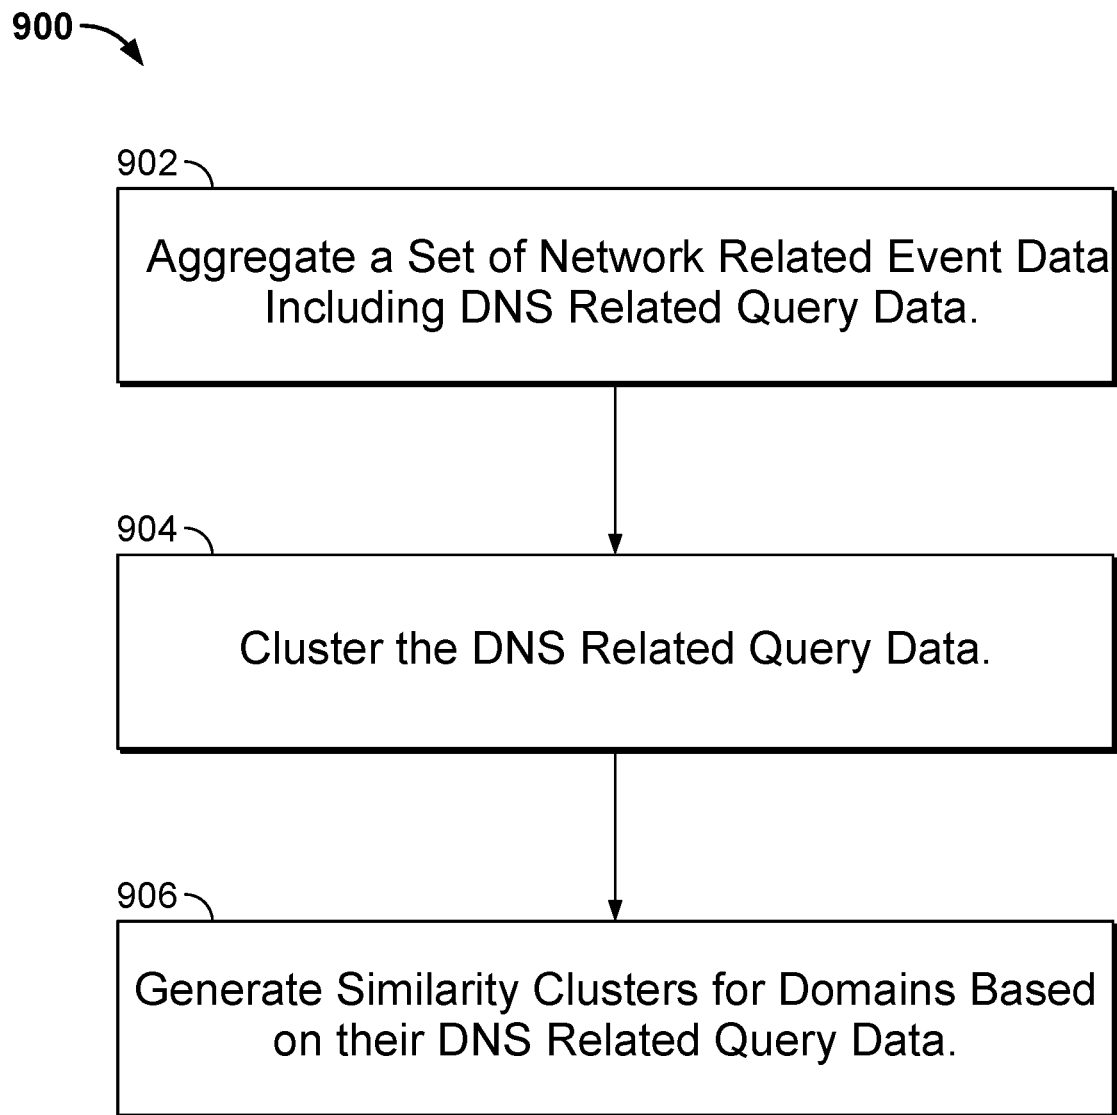 900
902
Aggregate a Set of Network Related Event Data
Including DNS Related Query Data.
904
Cluster the DNS Related Query Data.
906
Generate Similarity Clusters for Domains Based
on their DNS Related Query Data.